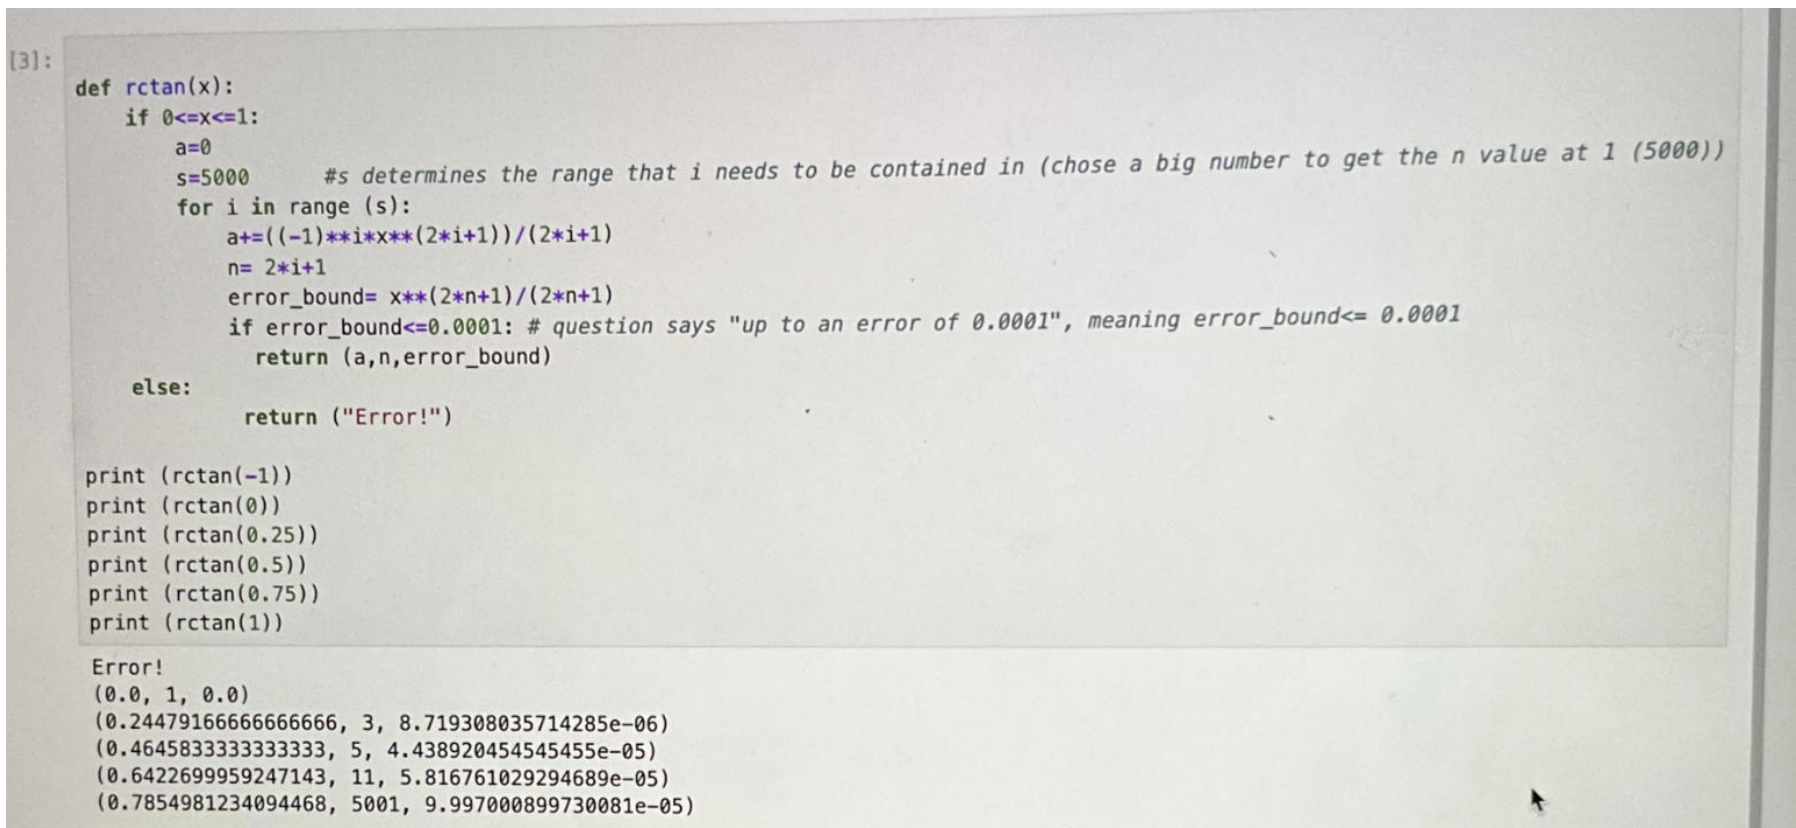 [3]:
def rctan(x):
    if 0<=x<=1:
        a=0
        s=5000      #s determines the range that i needs to be contained in (chose a big number to get the n value at 1 (5000))
        for i in range (s):
            a+=((-1)**i*x**(2*i+1))/(2*i+1)
            n= 2*i+1
            error_bound= x**(2*n+1)/(2*n+1)
            if error_bound<=0.0001: # question says "up to an error of 0.0001", meaning error_bound<= 0.0001
              return (a,n,error_bound)
    else:
            return ("Error!")
print (rctan(-1))
print (rctan(0))
print (rctan(0.25))
print (rctan(0.5))
print (rctan(0.75))
print (rctan(1))
Error!
(0.0, 1, 0.0)
(0.24479166666666666, 3, 8.719308035714285e-06)
(0.4645833333333333, 5, 4.438920454545455e-05)
(0.6422699959247143, 11, 5.816761029294689e-05)
(0.7854981234094468, 5001, 9.997000899730081e-05)